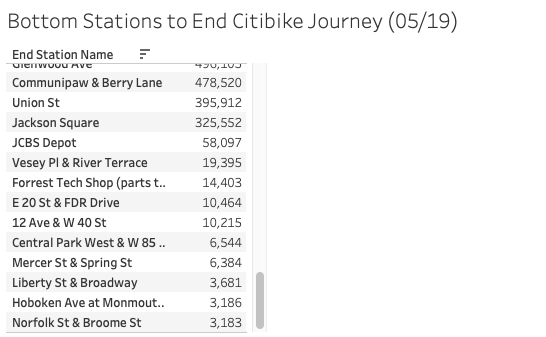 Bottom Stations to End Citibike Journey (05/19)
End Station Name
Glenwood Ave 496,105
Communipaw & Berry Lane 478,520
Union St 395,912
Jackson Square 325,552
JCBS Depot 58,097
Vesey Pl & River Terrace 19,395
Forrest Tech Shop (parts t.. 14,403
E 20 St & FDR Drive 10,464
12 Ave & W 40 St 10,215
Central Park West & W 85 .. 6,544
Mercer St & Spring St 6,384
Liberty St & Broadway 3,681
Hoboken Ave at Monmout.. 3,186
Norfolk St & Broome St 3,183